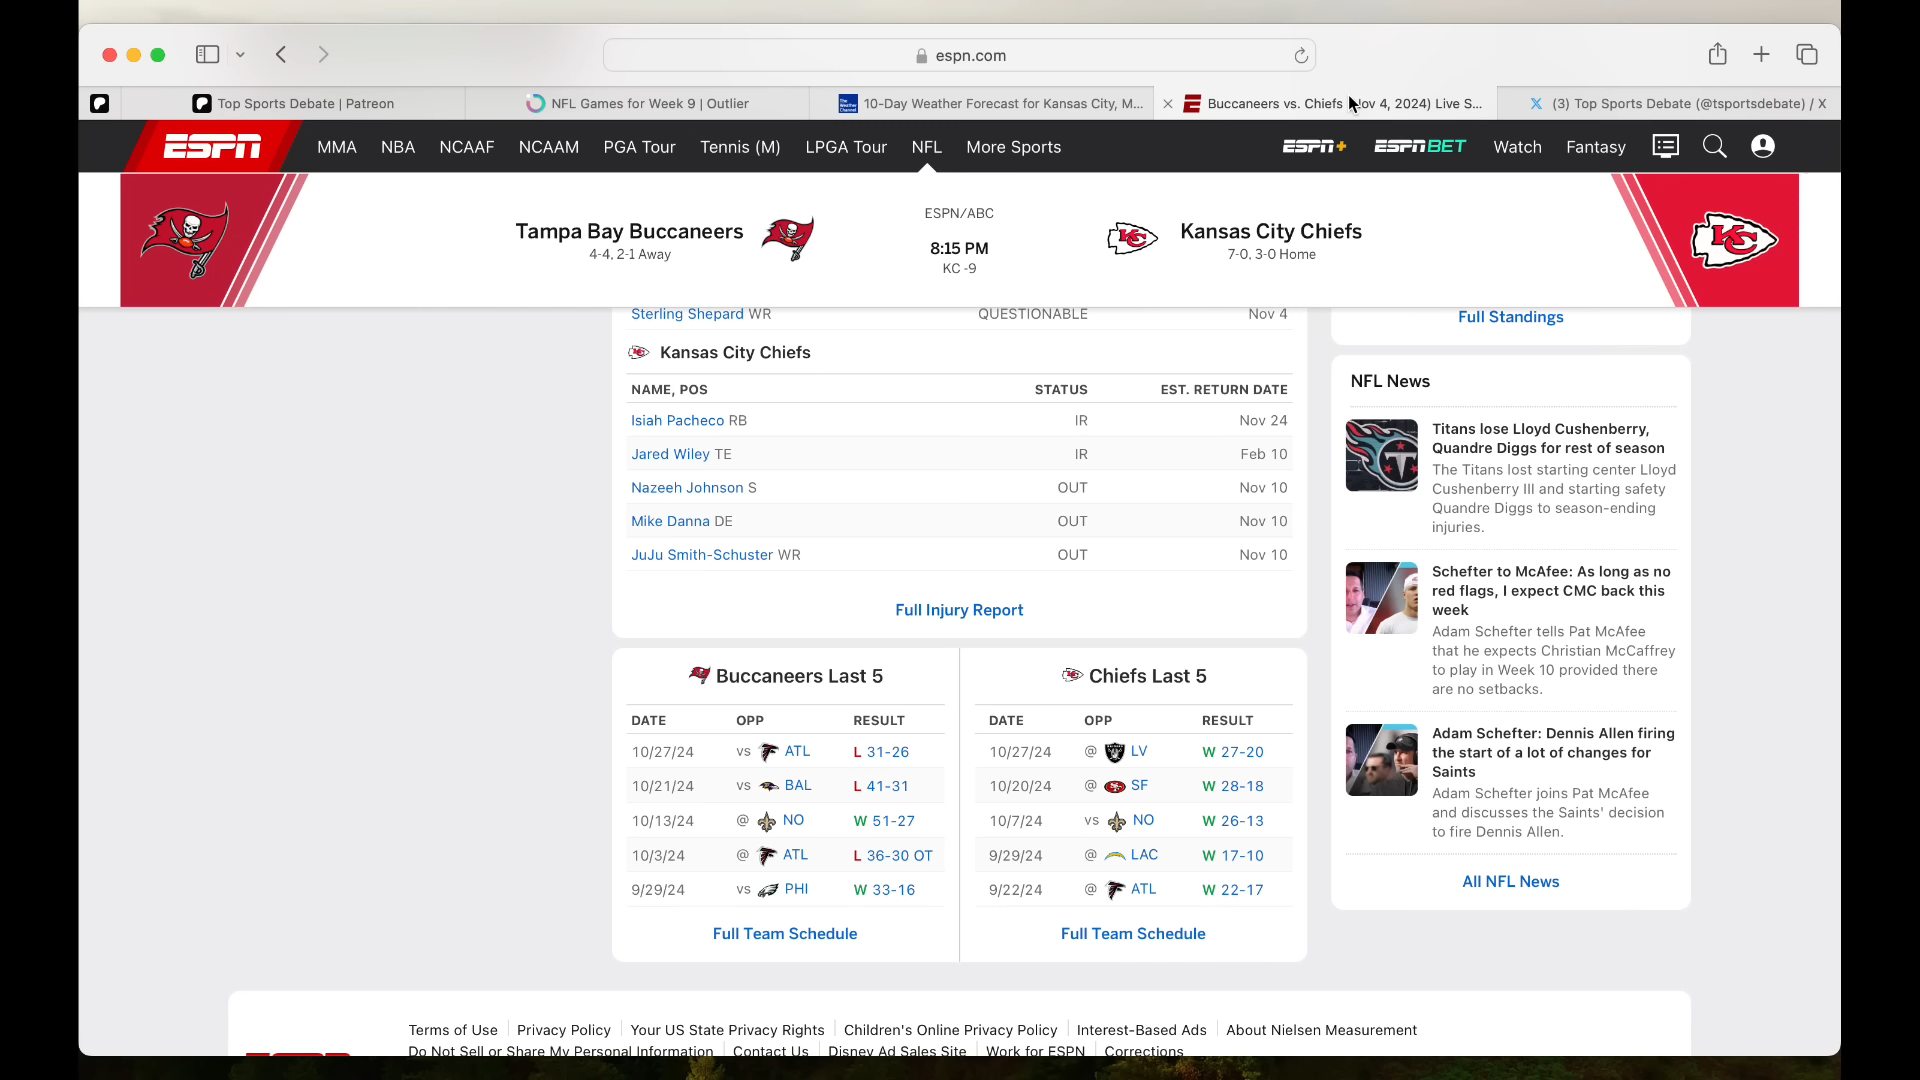 espn.com
Top Sports Debate | Patreon
NFL Games for Week 9 | Outlier
The Weather Channel
10-Day Weather Forecast for Kansas City, M...
Buccaneers vs. Chiefs (Nov 4, 2024) Live S...
(3) Top Sports Debate (@tsportsdebate) / X
ESPN MMA NBA NCAAF NCAAM PGA Tour Tennis (M) LPGA Tour NFL More Sports ESPN+ ESPN BET Watch Fantasy
Tampa Bay Buccaneers
4-4, 2-1 Away
ESPN/ABC
8:15 PM
KC -9
KC
Kansas City Chiefs
7-0, 3-0 Home
KC
Sterling Shepard WR QUESTIONABLE Nov 4
Kansas City Chiefs
NAME, POS STATUS EST. RETURN DATE
Isiah Pacheco RB IR Nov 24
Jared Wiley TE IR Feb 10
Nazeeh Johnson S OUT Nov 10
Mike Danna DE OUT Nov 10
JuJu Smith-Schuster WR OUT Nov 10
Full Injury Report
Buccaneers Last 5
DATE OPP RESULT
10/27/24 vs ATL L 31-26
10/21/24 vs BAL L 41-31
10/13/24 @ NO W 51-27
10/3/24 @ ATL L 36-30 OT
9/29/24 vs PHI W 33-16
Full Team Schedule
Chiefs Last 5
DATE OPP RESULT
10/27/24 @ LV W 27-20
10/20/24 @ SF W 28-18
10/7/24 vs NO W 26-13
9/29/24 @ LAC W 17-10
9/22/24 @ ATL W 22-17
Full Team Schedule
Full Standings
NFL News
Titans lose Lloyd Cushenberry,
Quandre Diggs for rest of season
The Titans lost starting center Lloyd
Cushenberry III and starting safety
Quandre Diggs to season-ending
injuries.
Schefter to McAfee: As long as no
red flags, I expect CMC back this
week
Adam Schefter tells Pat McAfee
that he expects Christian McCaffrey
to play in Week 10 provided there
are no setbacks.
Adam Schefter: Dennis Allen firing
the start of a lot of changes for
Saints
Adam Schefter joins Pat McAfee
and discusses the Saints' decision
to fire Dennis Allen.
All NFL News
Terms of Use Privacy Policy Your US State Privacy Rights Children's Online Privacy Policy Interest-Based Ads About Nielsen Measurement
Do Not Sell or Share My Personal Information Contact Us Disney Ad Sales Site Work for ESPN Corrections